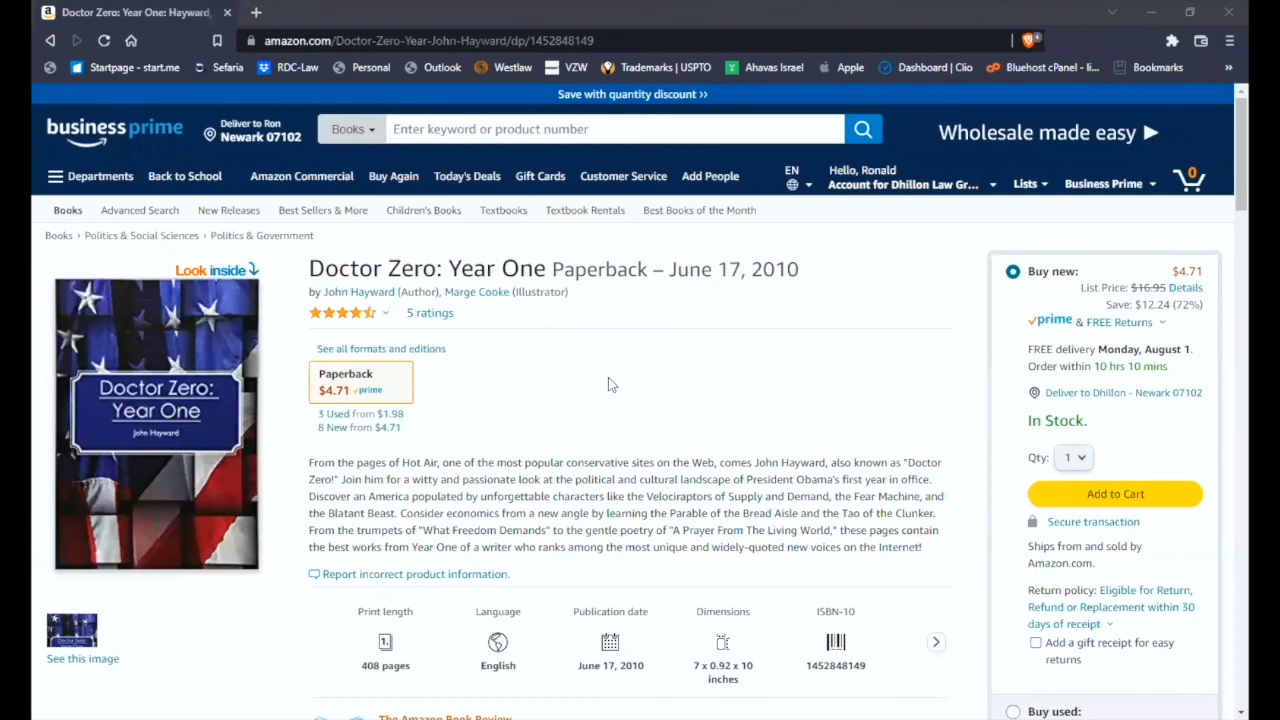 Doctor Zero: Year One: Hayward,
amazon.com/Doctor-Zero-Year-John-Hayward/dp/1452848149
4
Startpage - start.me Sefaria RDC-Law Personal Outlook Westlaw VZW Trademarks | USPTO Ahavas Israel Apple Dashboard | Clio Bluehost cPanel - li... Bookmarks
Save with quantity discount ››
business prime
Deliver to Ron
Newark 07102
Books
Enter keyword or product number
Wholesale made easy
Departments Back to School Amazon Commercial Buy Again Today's Deals Gift Cards Customer Service Add People
EN
Hello, Ronald
Account for Dhillon Law Gr...
Lists Business Prime 0
Books Advanced Search New Releases Best Sellers & More Children's Books Textbooks Textbook Rentals Best Books of the Month
Books › Politics & Social Sciences › Politics & Government
Look inside
Doctor Zero:
Year One
John Hayward
See this image
Doctor Zero: Year One Paperback – June 17, 2010
by John Hayward (Author), Marge Cooke (Illustrator)
5 ratings
See all formats and editions
Paperback
$4.71 prime
3 Used from $1.98
8 New from $4.71
From the pages of Hot Air, one of the most popular conservative sites on the Web, comes John Hayward, also known as "Doctor
Zero!" Join him for a witty and passionate look at the political and cultural landscape of President Obama's first year in office.
Discover an America populated by unforgettable characters like the Velociraptors of Supply and Demand, the Fear Machine, and
the Blatant Beast. Consider economics from a new angle by learning the Parable of the Bread Aisle and the Tao of the Clunker.
From the trumpets of "What Freedom Demands" to the gentle poetry of "A Prayer From The Living World," these pages contain
the best works from Year One of a writer who ranks among the most unique and widely-quoted new voices on the Internet!
Report incorrect product information.
Print length Language Publication date Dimensions ISBN-10
408 pages English June 17, 2010 7 x 0.92 x 10 1452848149
inches
The Amazon Book Review
Buy new: $4.71
List Price: $16.95 Details
Save: $12.24 (72%)
prime & FREE Returns
FREE delivery Monday, August 1.
Order within 10 hrs 10 mins
Deliver to Dhillon - Newark 07102
In Stock.
Qty: 1
Add to Cart
Secure transaction
Ships from and sold by
Amazon.com.
Return policy: Eligible for Return,
Refund or Replacement within 30
days of receipt
Add a gift receipt for easy
returns
Buy used: